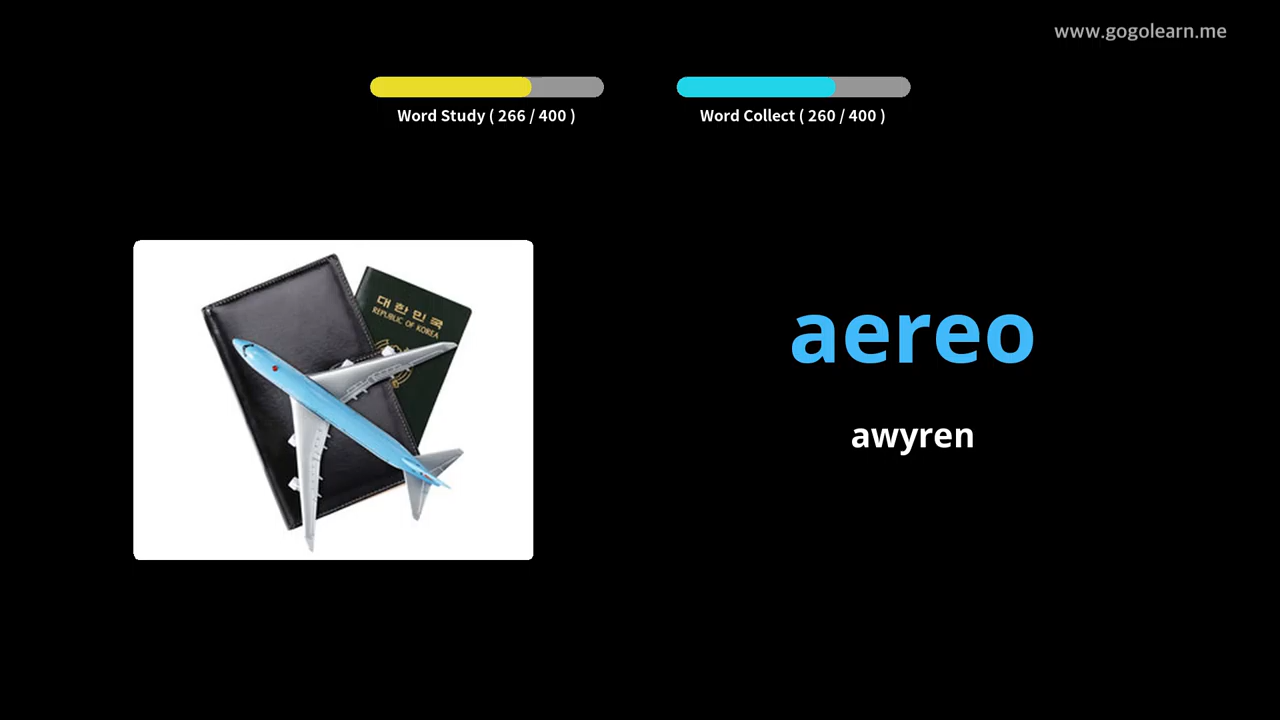 www.gogolearn.me
Word Study ( 266 / 400 )
Word Collect ( 260 / 400 )
대한민국
REPUBLIC OF KOREA
aereo
awyren